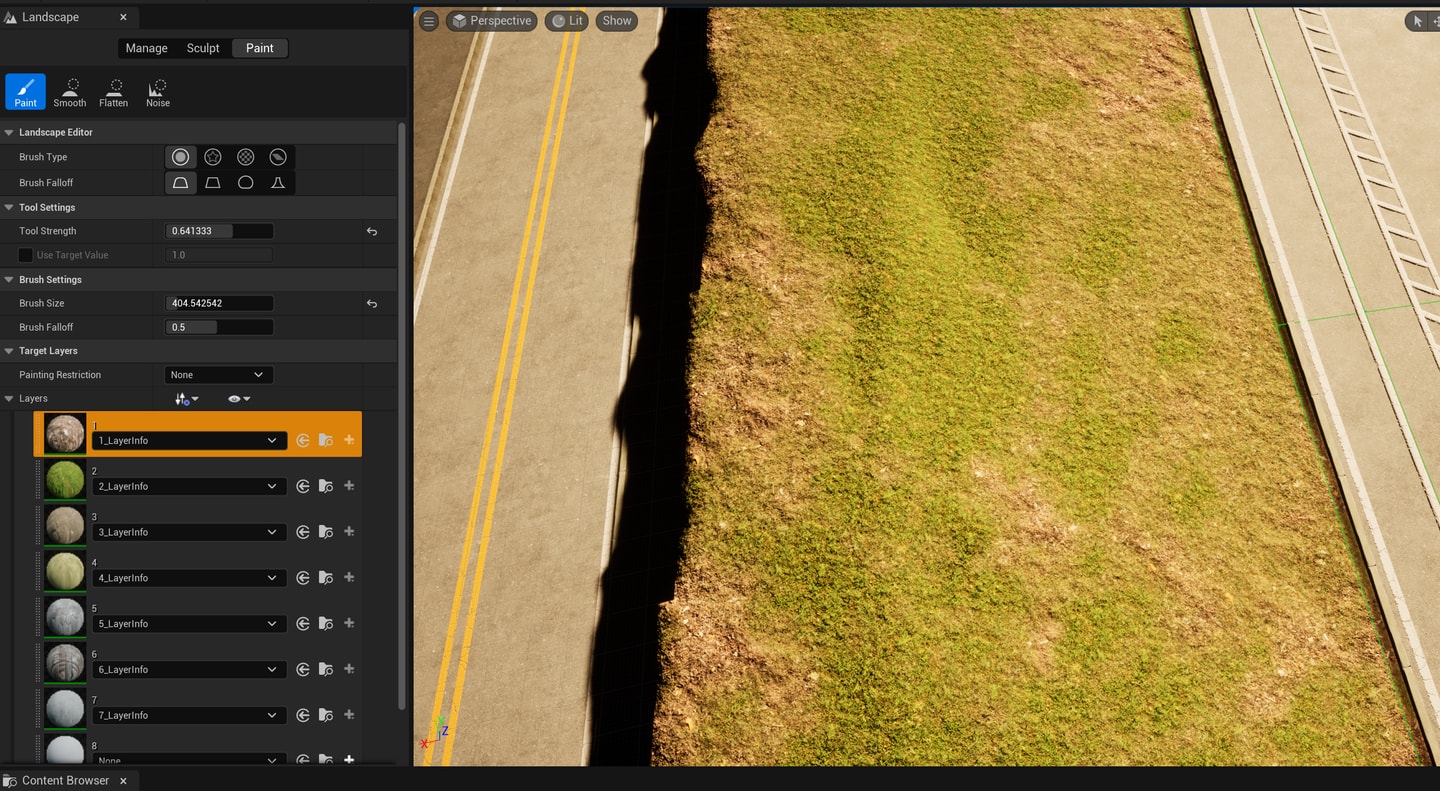 Landscape
Perspective
Lit
Show
Manage
Sculpt
Paint
Paint
Smooth
Flatten
Noise
Landscape Editor
Brush Type
Brush Falloff
Tool Settings
Tool Strength
0.641333
Use Target Value
1.0
Brush Settings
Brush Size
404.542542
Brush Falloff
0.5
Target Layers
Painting Restriction
None
Layers
1
1_LayerInfo
2
2_LayerInfo
3
3_LayerInfo
4
4_LayerInfo
5
5_LayerInfo
6
6_LayerInfo
7
7_LayerInfo
8
None
X
Z
Content Browser